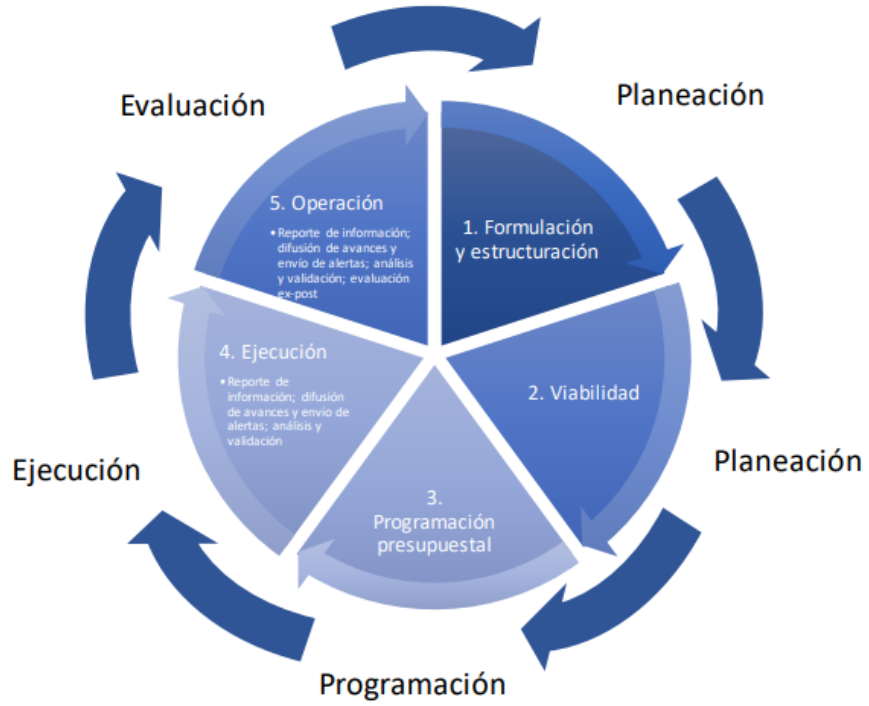 Evaluación
Planeación
5. Operación
•Reporte de información;
difusión de avances y
envío de alertas; análisis
y validación; evaluación
ex-post
1. Formulación
y estructuración
4. Ejecución
•Reporte de
información; difusión
de avances y envío de
alertas; análisis y
validación
2. Viabilidad
Ejecución
Planeación
3.
Programación
presupuestal
Programación